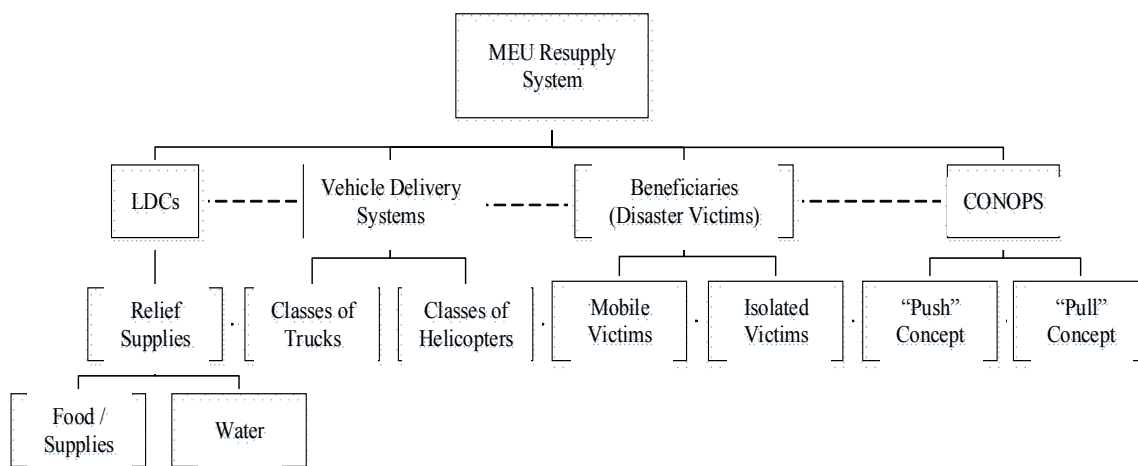 MEU Resupply
System
LDCs
Vehicle Delivery
Systems
Beneficiaries
(Disaster Victims)
CONOPS
Relief
Supplies
Classes of
Trucks
Classes of
Helicopters
Mobile
Victims
Isolated
Victims
“Push”
Concept
“Pull”
Concept
Food /
Supplies
Water